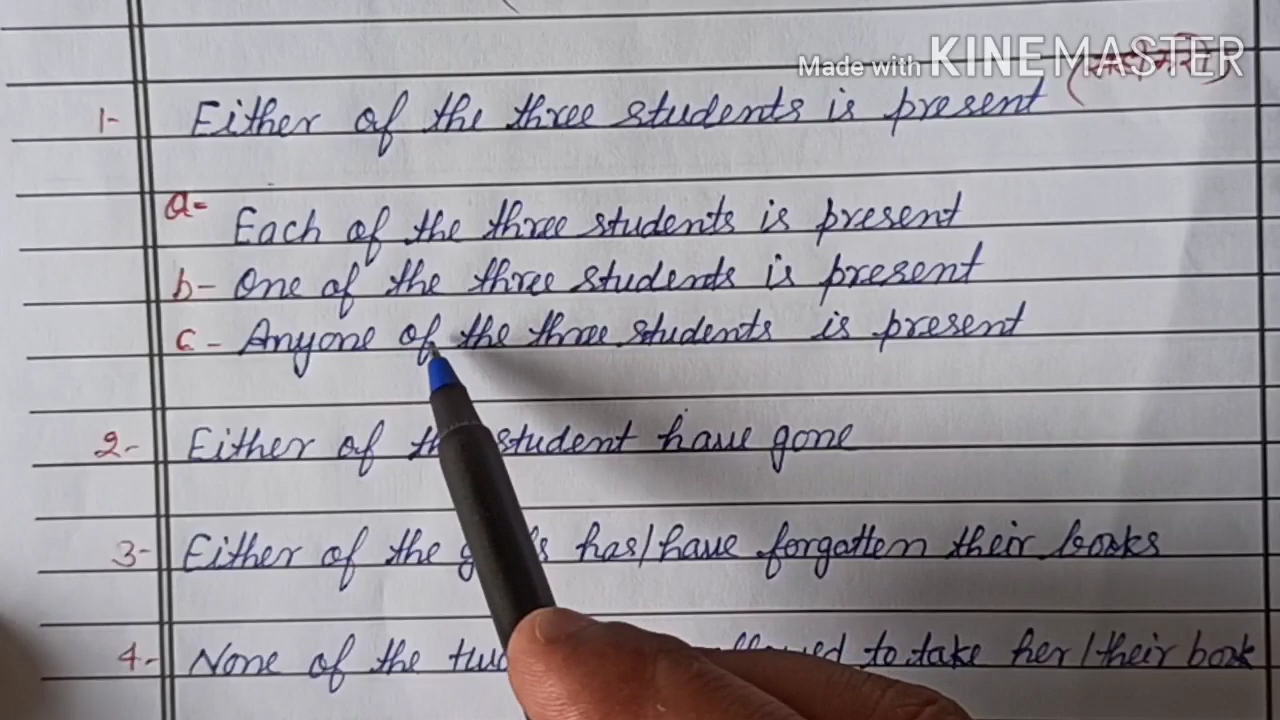 Made with KINEMASTER
1- Either of the three students is present
a- Each of the three students is present
b- One of the three students is present
c- Anyone of the three students is present
2- Either of student have gone
3- Either of the has/have forgotten their books
4- None of the to take her/their book